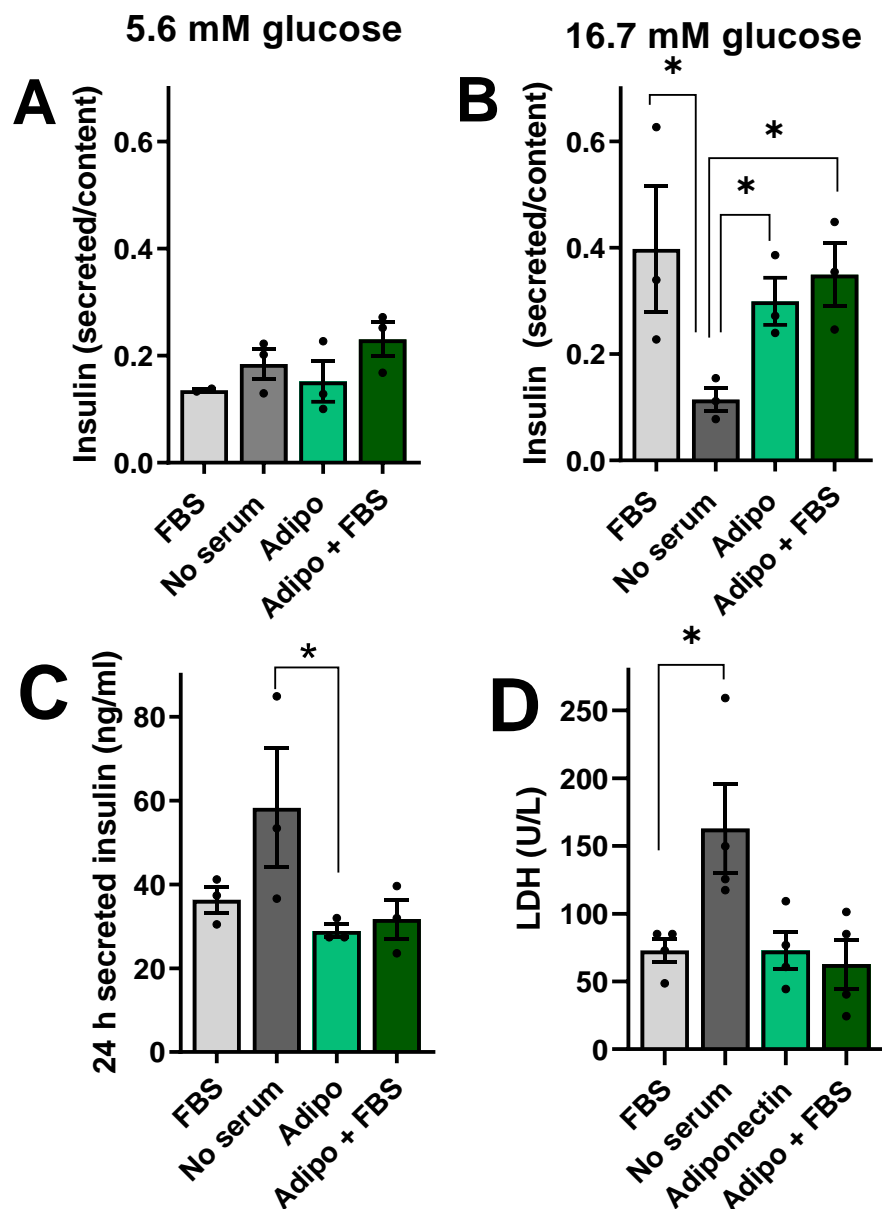 5.6 mM glucose
16.7 mM glucose
A
Insulin (secreted/content)
0.6
0.4
0.2
0.0
FBS
No serum
Adipo
Adipo + FBS
B
Insulin (secreted/content)
0.6
0.4
0.2
0.0
*
*
*
FBS
No serum
Adipo
Adipo + FBS
C
24 h secreted insulin (ng/ml)
80
60
40
20
0
*
FBS
No serum
Adipo
Adipo + FBS
D
LDH (U/L)
250
200
150
100
50
0
*
FBS
No serum
Adiponectin
Adipo + FBS